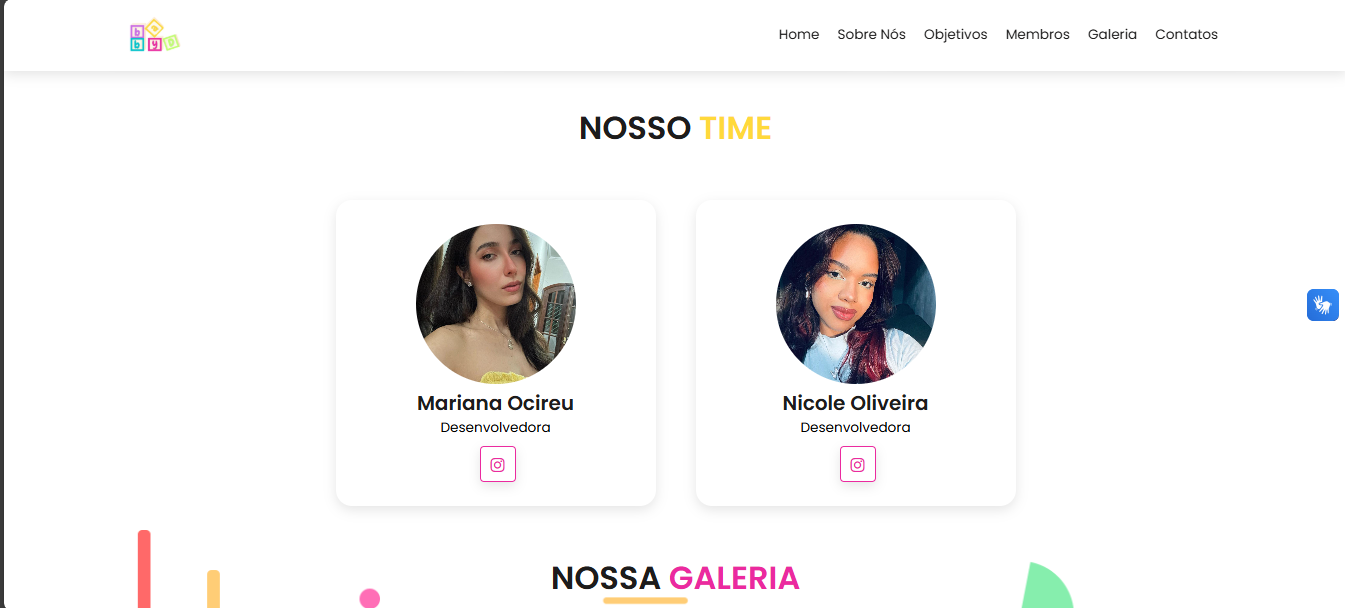 Home Sobre Nós Objetivos Membros Galeria Contatos
NOSSO TIME
Mariana Ocireu
Desenvolvedora
Nicole Oliveira
Desenvolvedora
NOSSA GALERIA